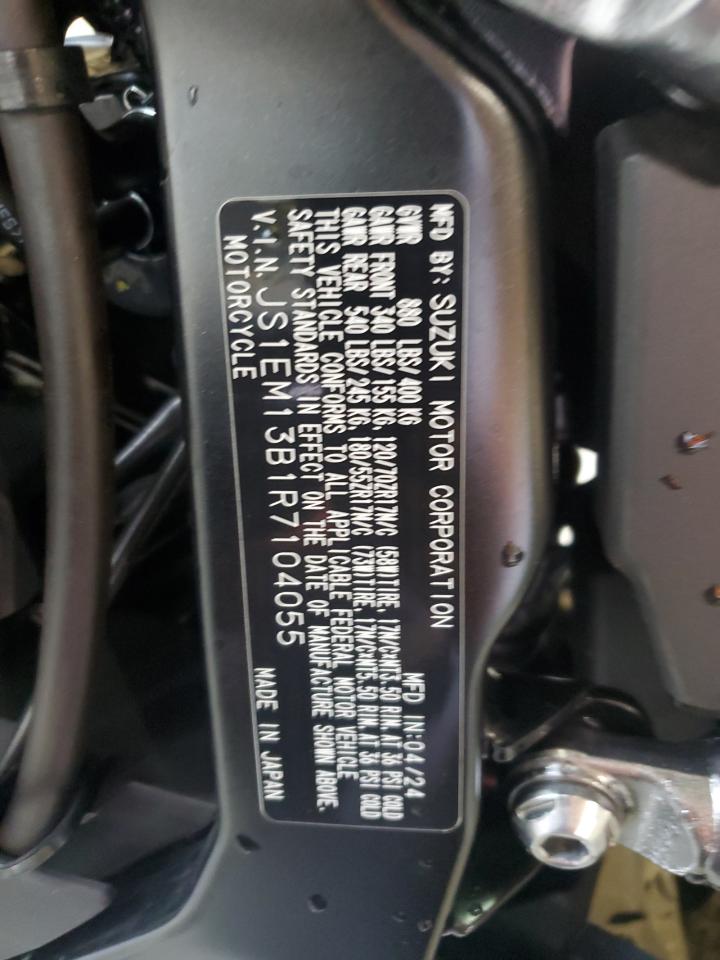 MFD BY: SUZUKI MOTOR CORPORATION
MFD IN:04/24
GVWR 880 LBS/400 KG
GAWR FRONT 340 LBS/155 KG, 120/70ZR17M/C (58W)TIRE, 17M/C×MT3.50 RIM, AT 36 PSI COLD
GAWR REAR 540 LBS/245 KG, 180/55ZR17M/C (73W)TIRE, 17M/C×MT5.50 RIM, AT 36 PSI COLD
THIS VEHICLE CONFORMS TO ALL APPLICABLE FEDERAL MOTOR VEHICLE
SAFETY STANDARDS IN EFFECT ON THE DATE OF MANUFACTURE SHOWN ABOVE.
V.I.N. JS1EM13B1R7104055
MOTORCYCLE
MADE IN JAPAN